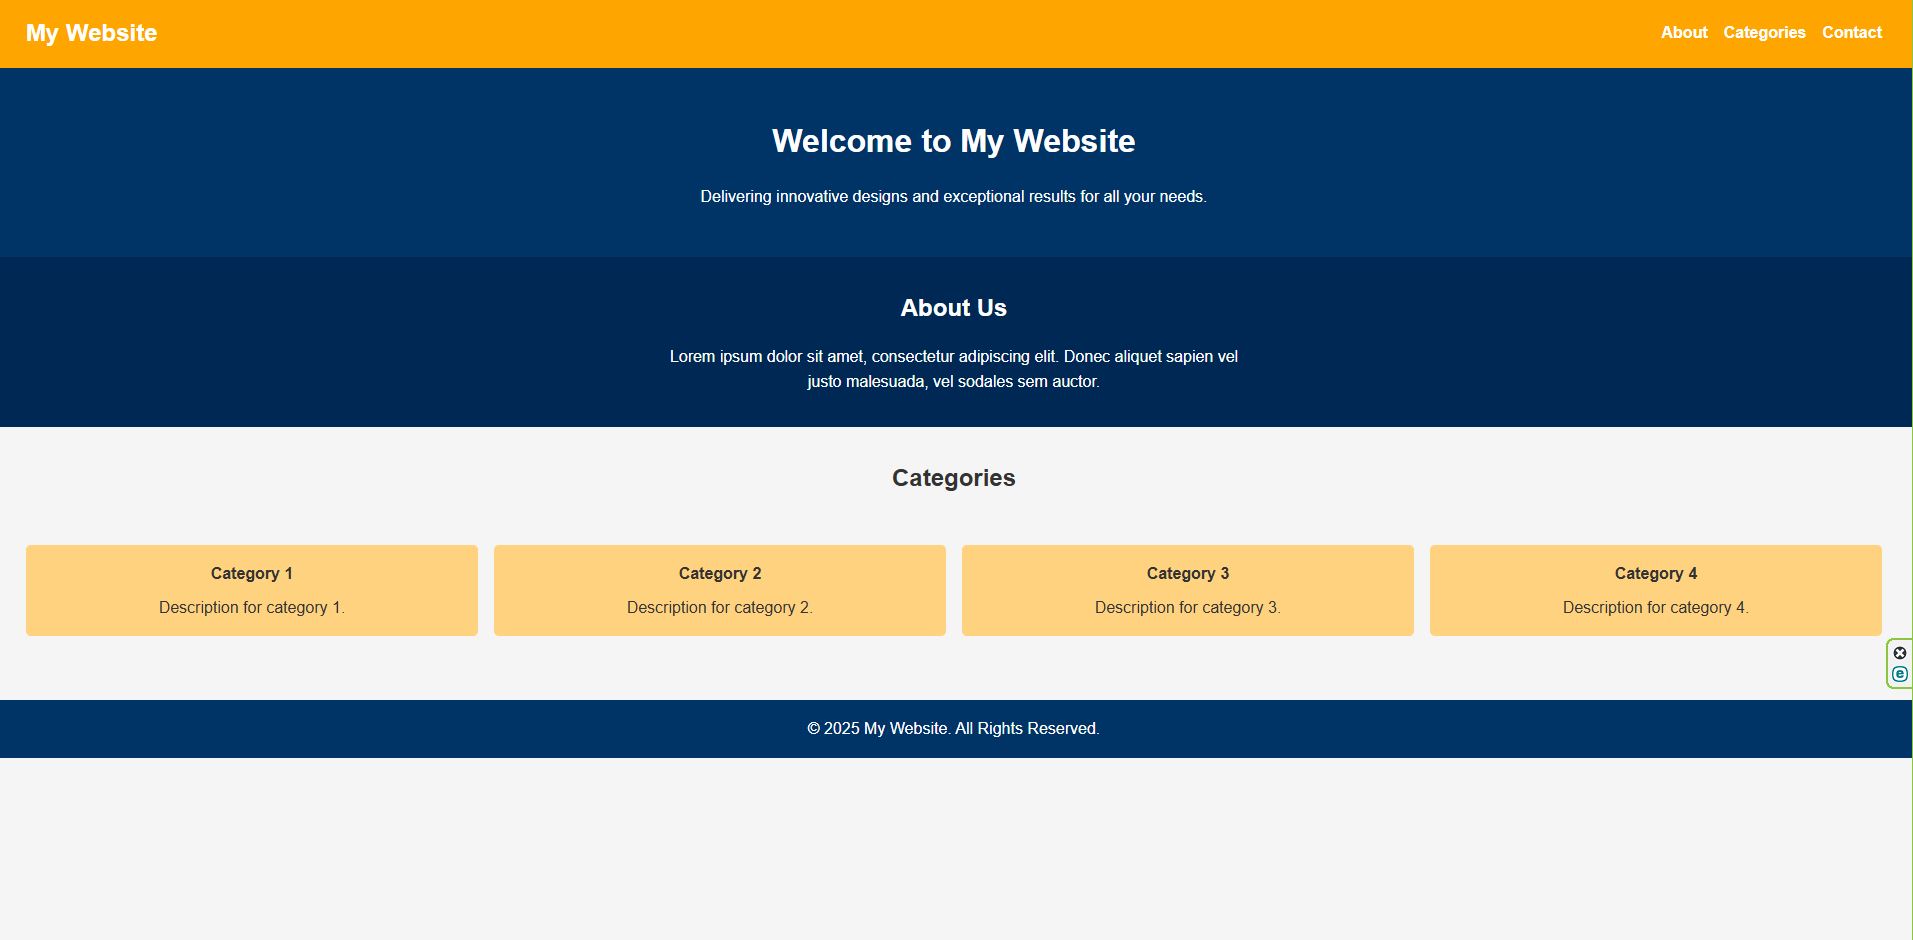 My Website
About Categories Contact
Welcome to My Website
Delivering innovative designs and exceptional results for all your needs.
About Us
Lorem ipsum dolor sit amet, consectetur adipiscing elit. Donec aliquet sapien vel
justo malesuada, vel sodales sem auctor.
Categories
Category 1
Description for category 1.
Category 2
Description for category 2.
Category 3
Description for category 3.
Category 4
Description for category 4.
e
© 2025 My Website. All Rights Reserved.